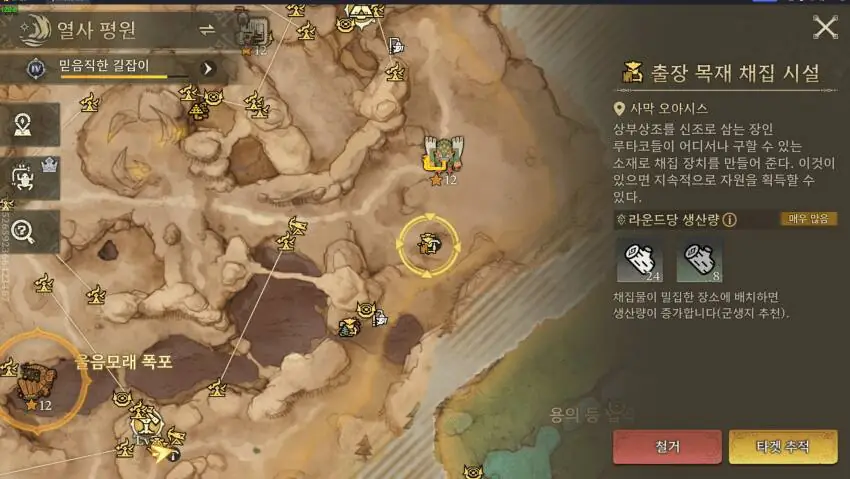 열사 평원
IV
믿음직한 길잡이
12
12
울음모래 폭포
12
용의 등
출장 목재 채집 시설
사막 오아시스
상부상조를 신조로 삼는 장인
루타코들이 어디서나 구할 수 있는
소재로 채집 장치를 만들어 준다. 이것이
있으면 지속적으로 자원을 획득할 수
있다.
라운드당 생산량
매우 많음
24
8
채집물이 밀집한 장소에 배치하면
생산량이 증가합니다(군생지 추천).
철거
타겟 추적